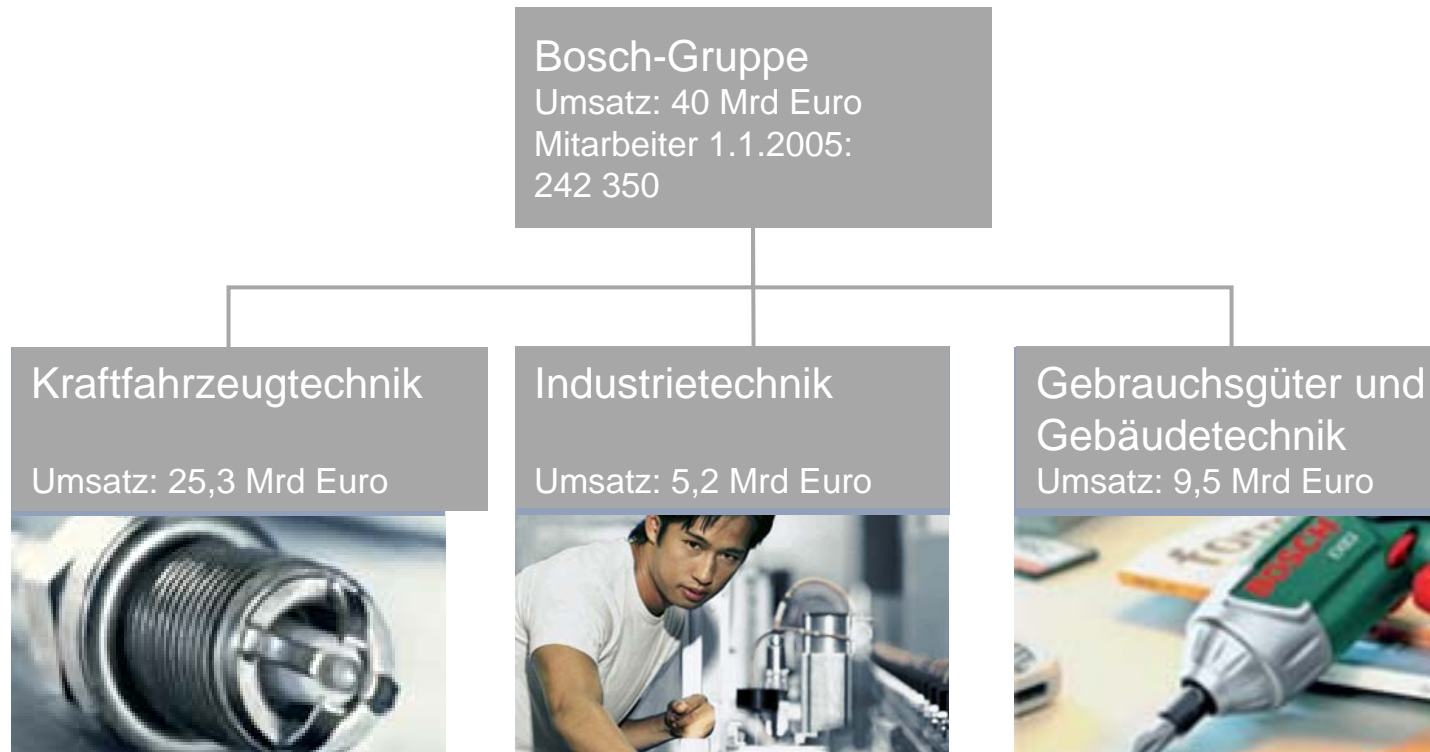 Bosch-Gruppe
Umsatz: 40 Mrd Euro
Mitarbeiter 1.1.2005:
242 350
Kraftfahrzeugtechnik
Umsatz: 25,3 Mrd Euro
Industrietechnik
Umsatz: 5,2 Mrd Euro
Gebrauchsgüter und
Gebäudetechnik
Umsatz: 9,5 Mrd Euro
BOSCH